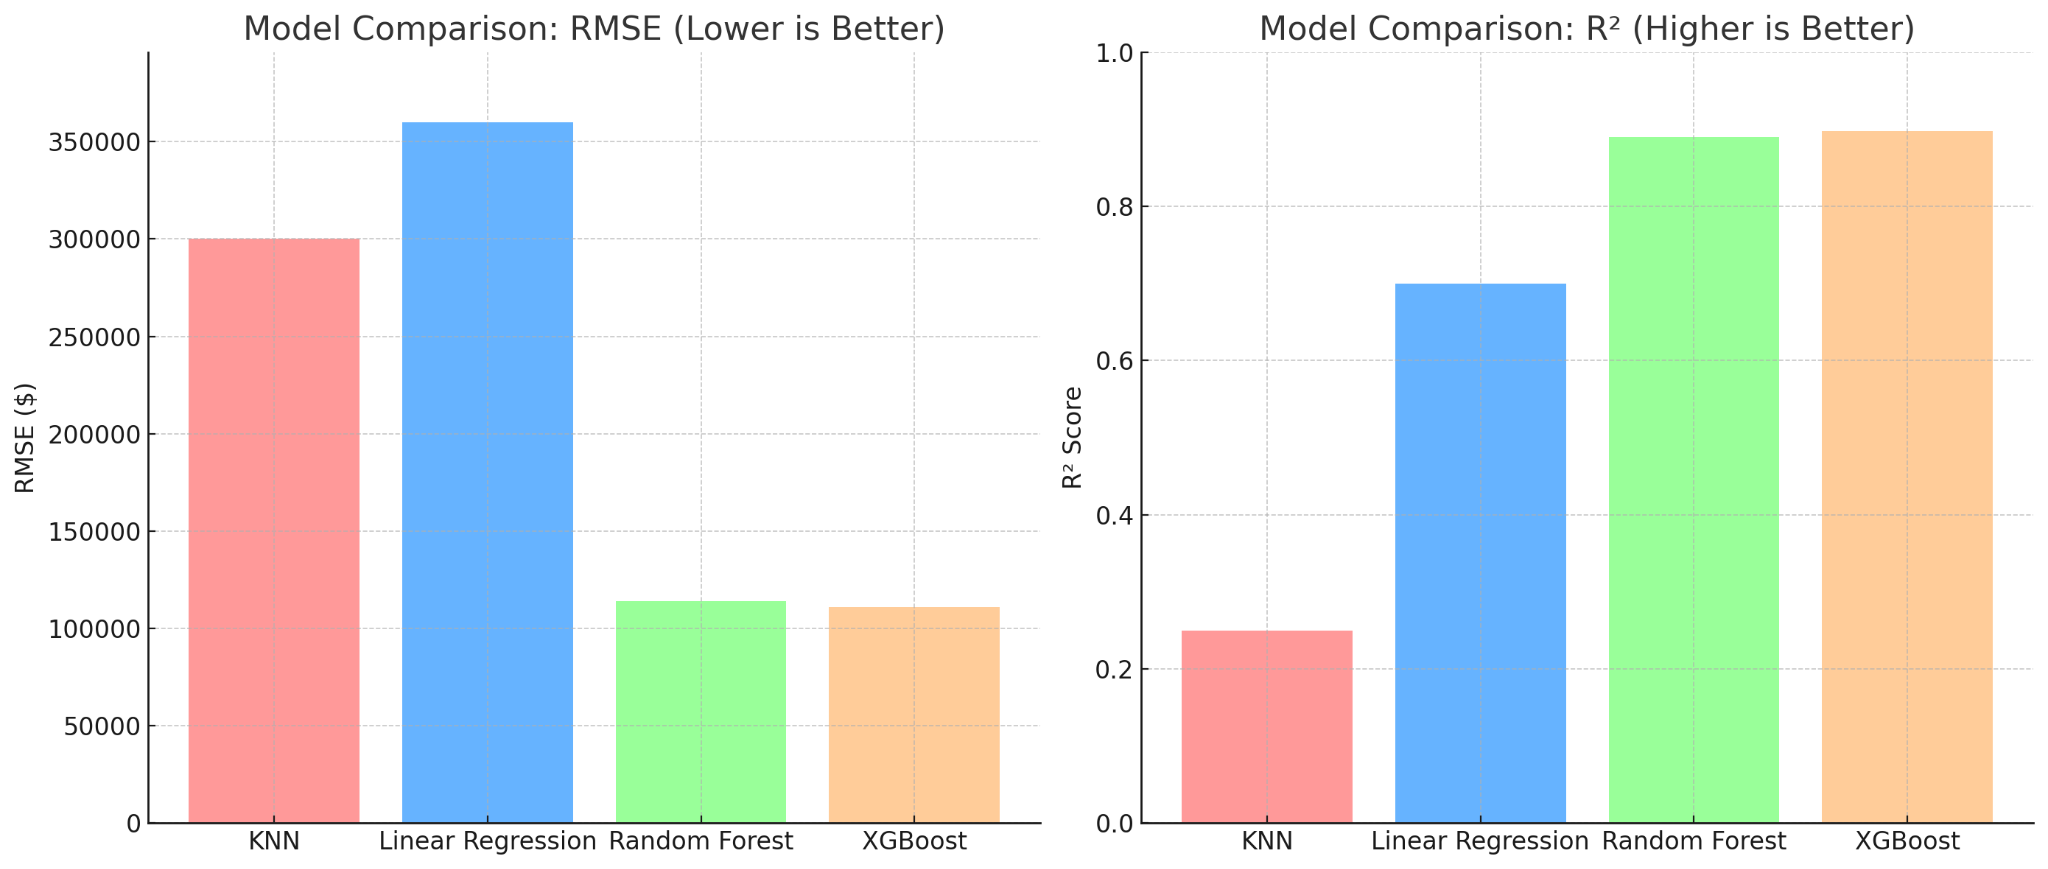 Model Comparison: RMSE (Lower is Better)
RMSE ($)
350000
300000
250000
200000
150000
100000
50000
0
KNN
Linear Regression
Random Forest
XGBoost
Model Comparison: R² (Higher is Better)
R² Score
1.0
0.8
0.6
0.4
0.2
0.0
KNN
Linear Regression
Random Forest
XGBoost